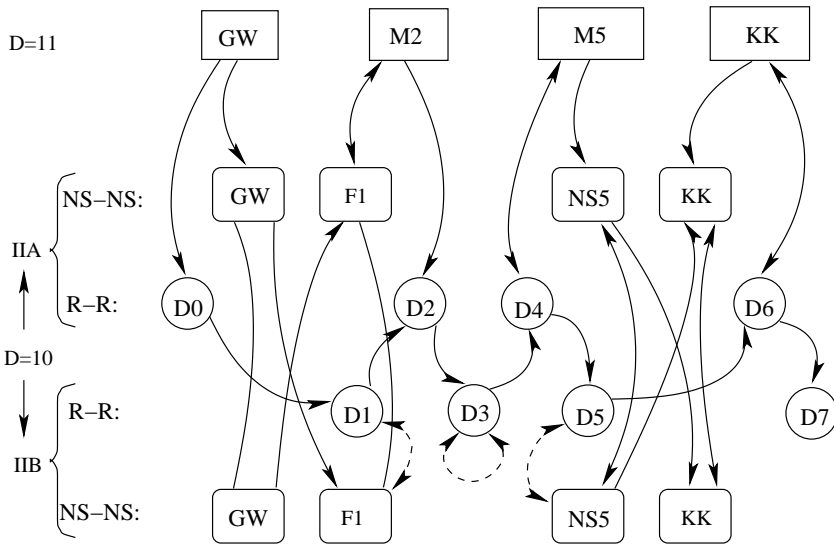 D=11
GW
M2
M5
KK
NS–NS:
GW
F1
NS5
KK
IIA
R–R:
D0
D2
D4
D6
D=10
R–R:
D1
D3
D5
D7
IIB
NS–NS:
GW
F1
NS5
KK